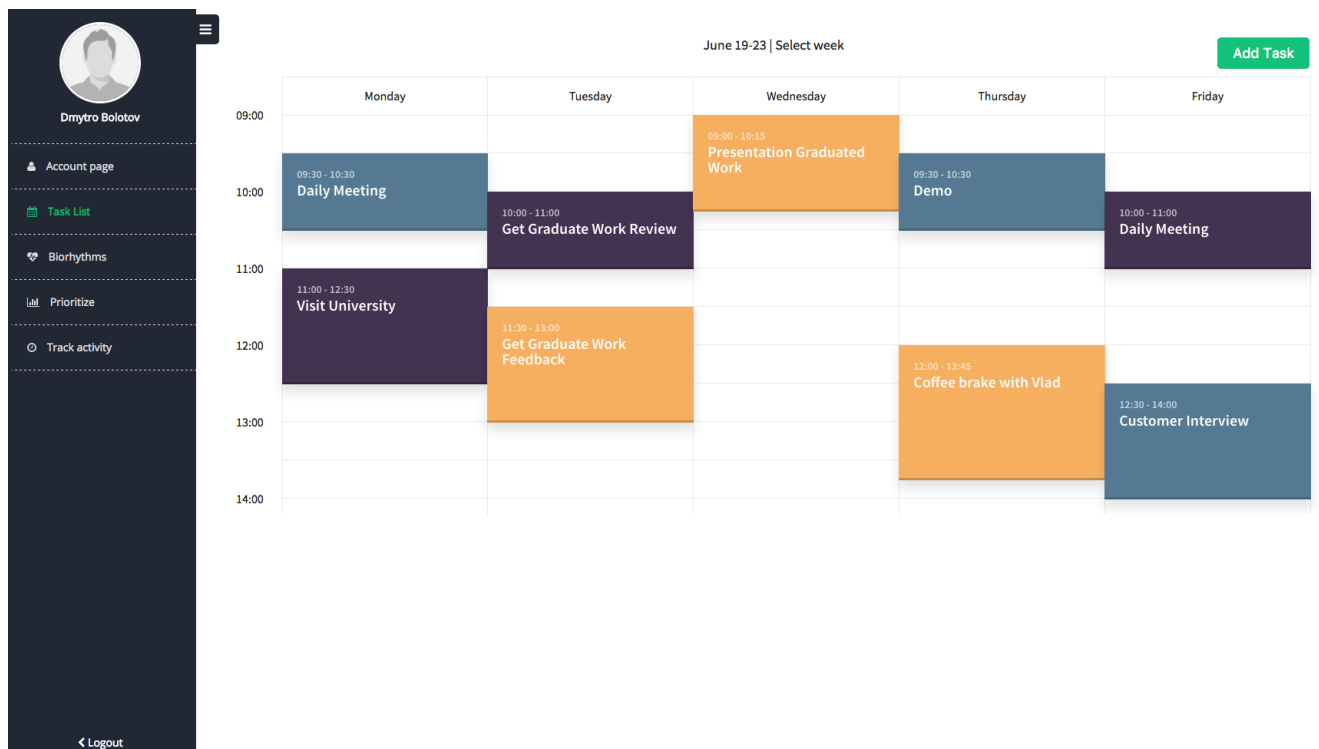 Dmytro Bolotov
Account page
Task List
Biorhythms
Prioritize
Track activity
Logout
June 19-23 | Select week
Add Task
Monday
Tuesday
Wednesday
Thursday
Friday
09:00
10:00
11:00
12:00
13:00
14:00
09:30 - 10:30
Daily Meeting
11:00 - 12:30
Visit University
10:00 - 11:00
Get Graduate Work Review
11:30 - 13:00
Get Graduate Work
Feedback
09:00 - 10:15
Presentation Graduated
Work
09:30 - 10:30
Demo
12:00 - 13:45
Coffee brake with Vlad
10:00 - 11:00
Daily Meeting
12:30 - 14:00
Customer Interview